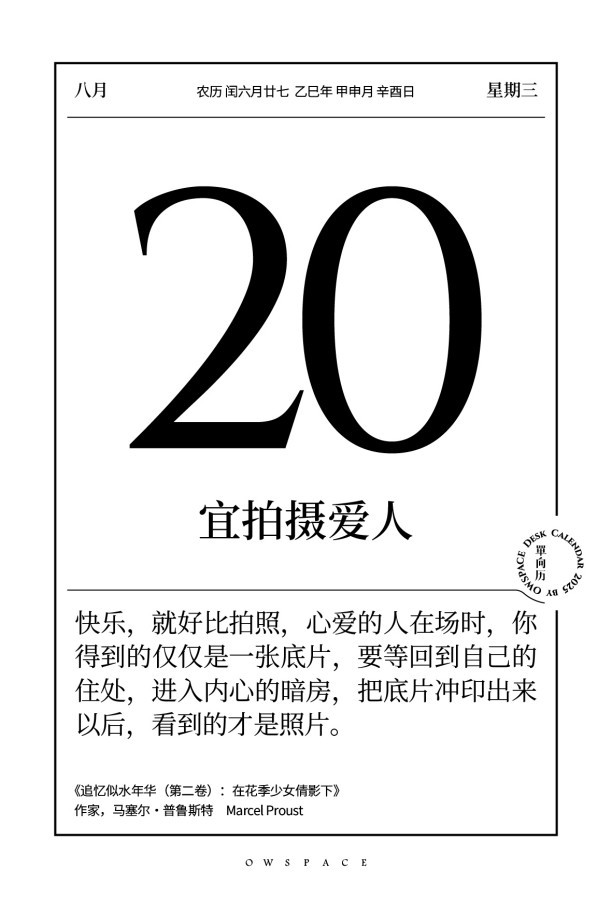 八月
农历 闰六月廿七 乙巳年 甲申月 辛酉日
星期三
20
宜拍摄爱人
單向历
OWSPACE DESK CALENDAR 2025 BY
快乐，就好比拍照，心爱的人在场时，你
得到的仅仅是一张底片，要等回到自己的
住处，进入内心的暗房，把底片冲印出来
以后，看到的才是照片。
《追忆似水年华（第二卷）：在花季少女倩影下》
作家，马塞尔·普鲁斯特 Marcel Proust
OWSPACE